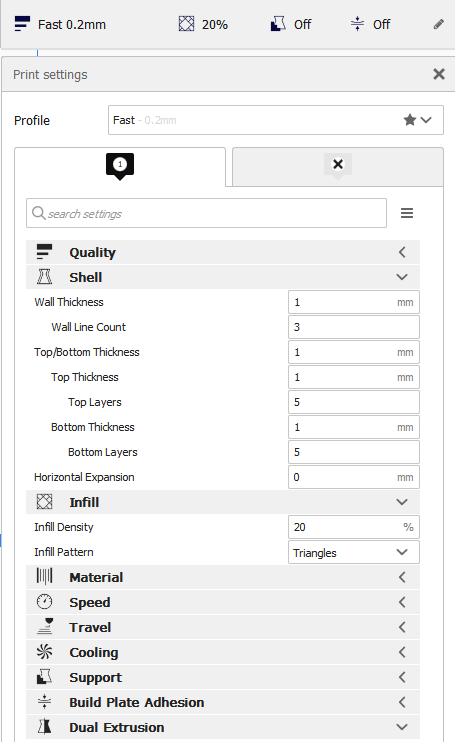 Fast 0.2mm 20% Off Off
Print settings
Profile Fast - 0.2mm
1
search settings
Quality
Shell
Wall Thickness 1 mm
Wall Line Count 3
Top/Bottom Thickness 1 mm
Top Thickness 1 mm
Top Layers 5
Bottom Thickness 1 mm
Bottom Layers 5
Horizontal Expansion 0 mm
Infill
Infill Density 20 %
Infill Pattern Triangles
Material
Speed
Travel
Cooling
Support
Build Plate Adhesion
Dual Extrusion